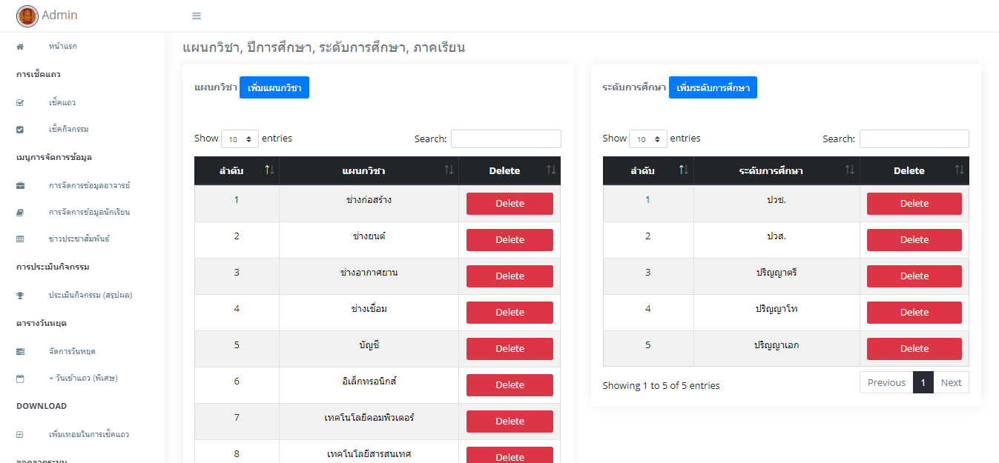 Admin
หน้าแรก
การเช็คแถว
เช็คแถว
เช็คกิจกรรม
เมนูการจัดการข้อมูล
การจัดการข้อมูลอาจารย์
การจัดการข้อมูลนักเรียน
ข่าวประชาสัมพันธ์
การประเมินกิจกรรม
ประเมินกิจกรรม (สรุปผล)
ตารางวันหยุด
จัดการวันหยุด
+ วันเข้าแถว (พิเศษ)
DOWNLOAD
เพิ่มเทอมในการเช็คแถว
แผนกวิชา, ปีการศึกษา, ระดับการศึกษา, ภาคเรียน
แผนกวิชา เพิ่มแผนกวิชา
Show 10 entries Search:
ลำดับ แผนกวิชา Delete
1 ช่างก่อสร้าง Delete
2 ช่างยนต์ Delete
3 ช่างอากาศยาน Delete
4 ช่างเชื่อม Delete
5 บัญชี Delete
6 อิเล็กทรอนิกส์ Delete
7 เทคโนโลยีคอมพิวเตอร์ Delete
8 เทคโนโลยีสารสนเทศ Delete
ระดับการศึกษา เพิ่มระดับการศึกษา
Show 10 entries Search:
ลำดับ ระดับการศึกษา Delete
1 ปวช. Delete
2 ปวส. Delete
3 ปริญญาตรี Delete
4 ปริญญาโท Delete
5 ปริญญาเอก Delete
Showing 1 to 5 of 5 entries Previous 1 Next